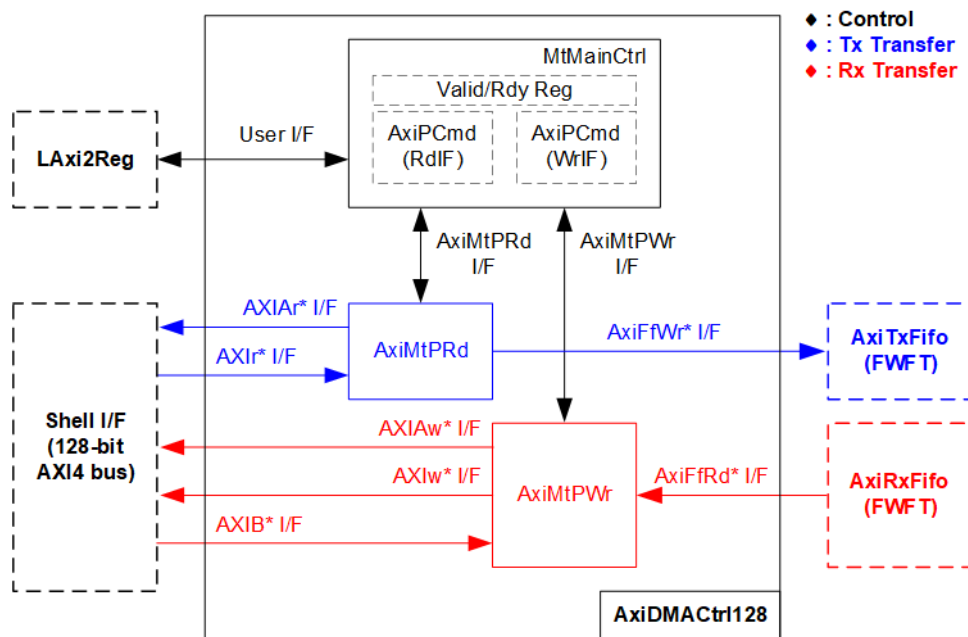 ♦ : Control
♦ : Tx Transfer
♦ : Rx Transfer
MtMainCtrl
Valid/Rdy Reg
AxiPCmd
(RdIF)
AxiPCmd
(WrIF)
User I/F
LAxi2Reg
AxiMtPRd
I/F
AxiMtPWr
I/F
AXIAr* I/F
AXIr* I/F
AxiMtPRd
AxiFfWr* I/F
AxiTxFifo
(FWFT)
Shell I/F
(128-bit
AXI4 bus)
AXIAw* I/F
AXIw* I/F
AXIB* I/F
AxiMtPWr
AxiFfRd* I/F
AxiRxFifo
(FWFT)
AxiDMACtrl128